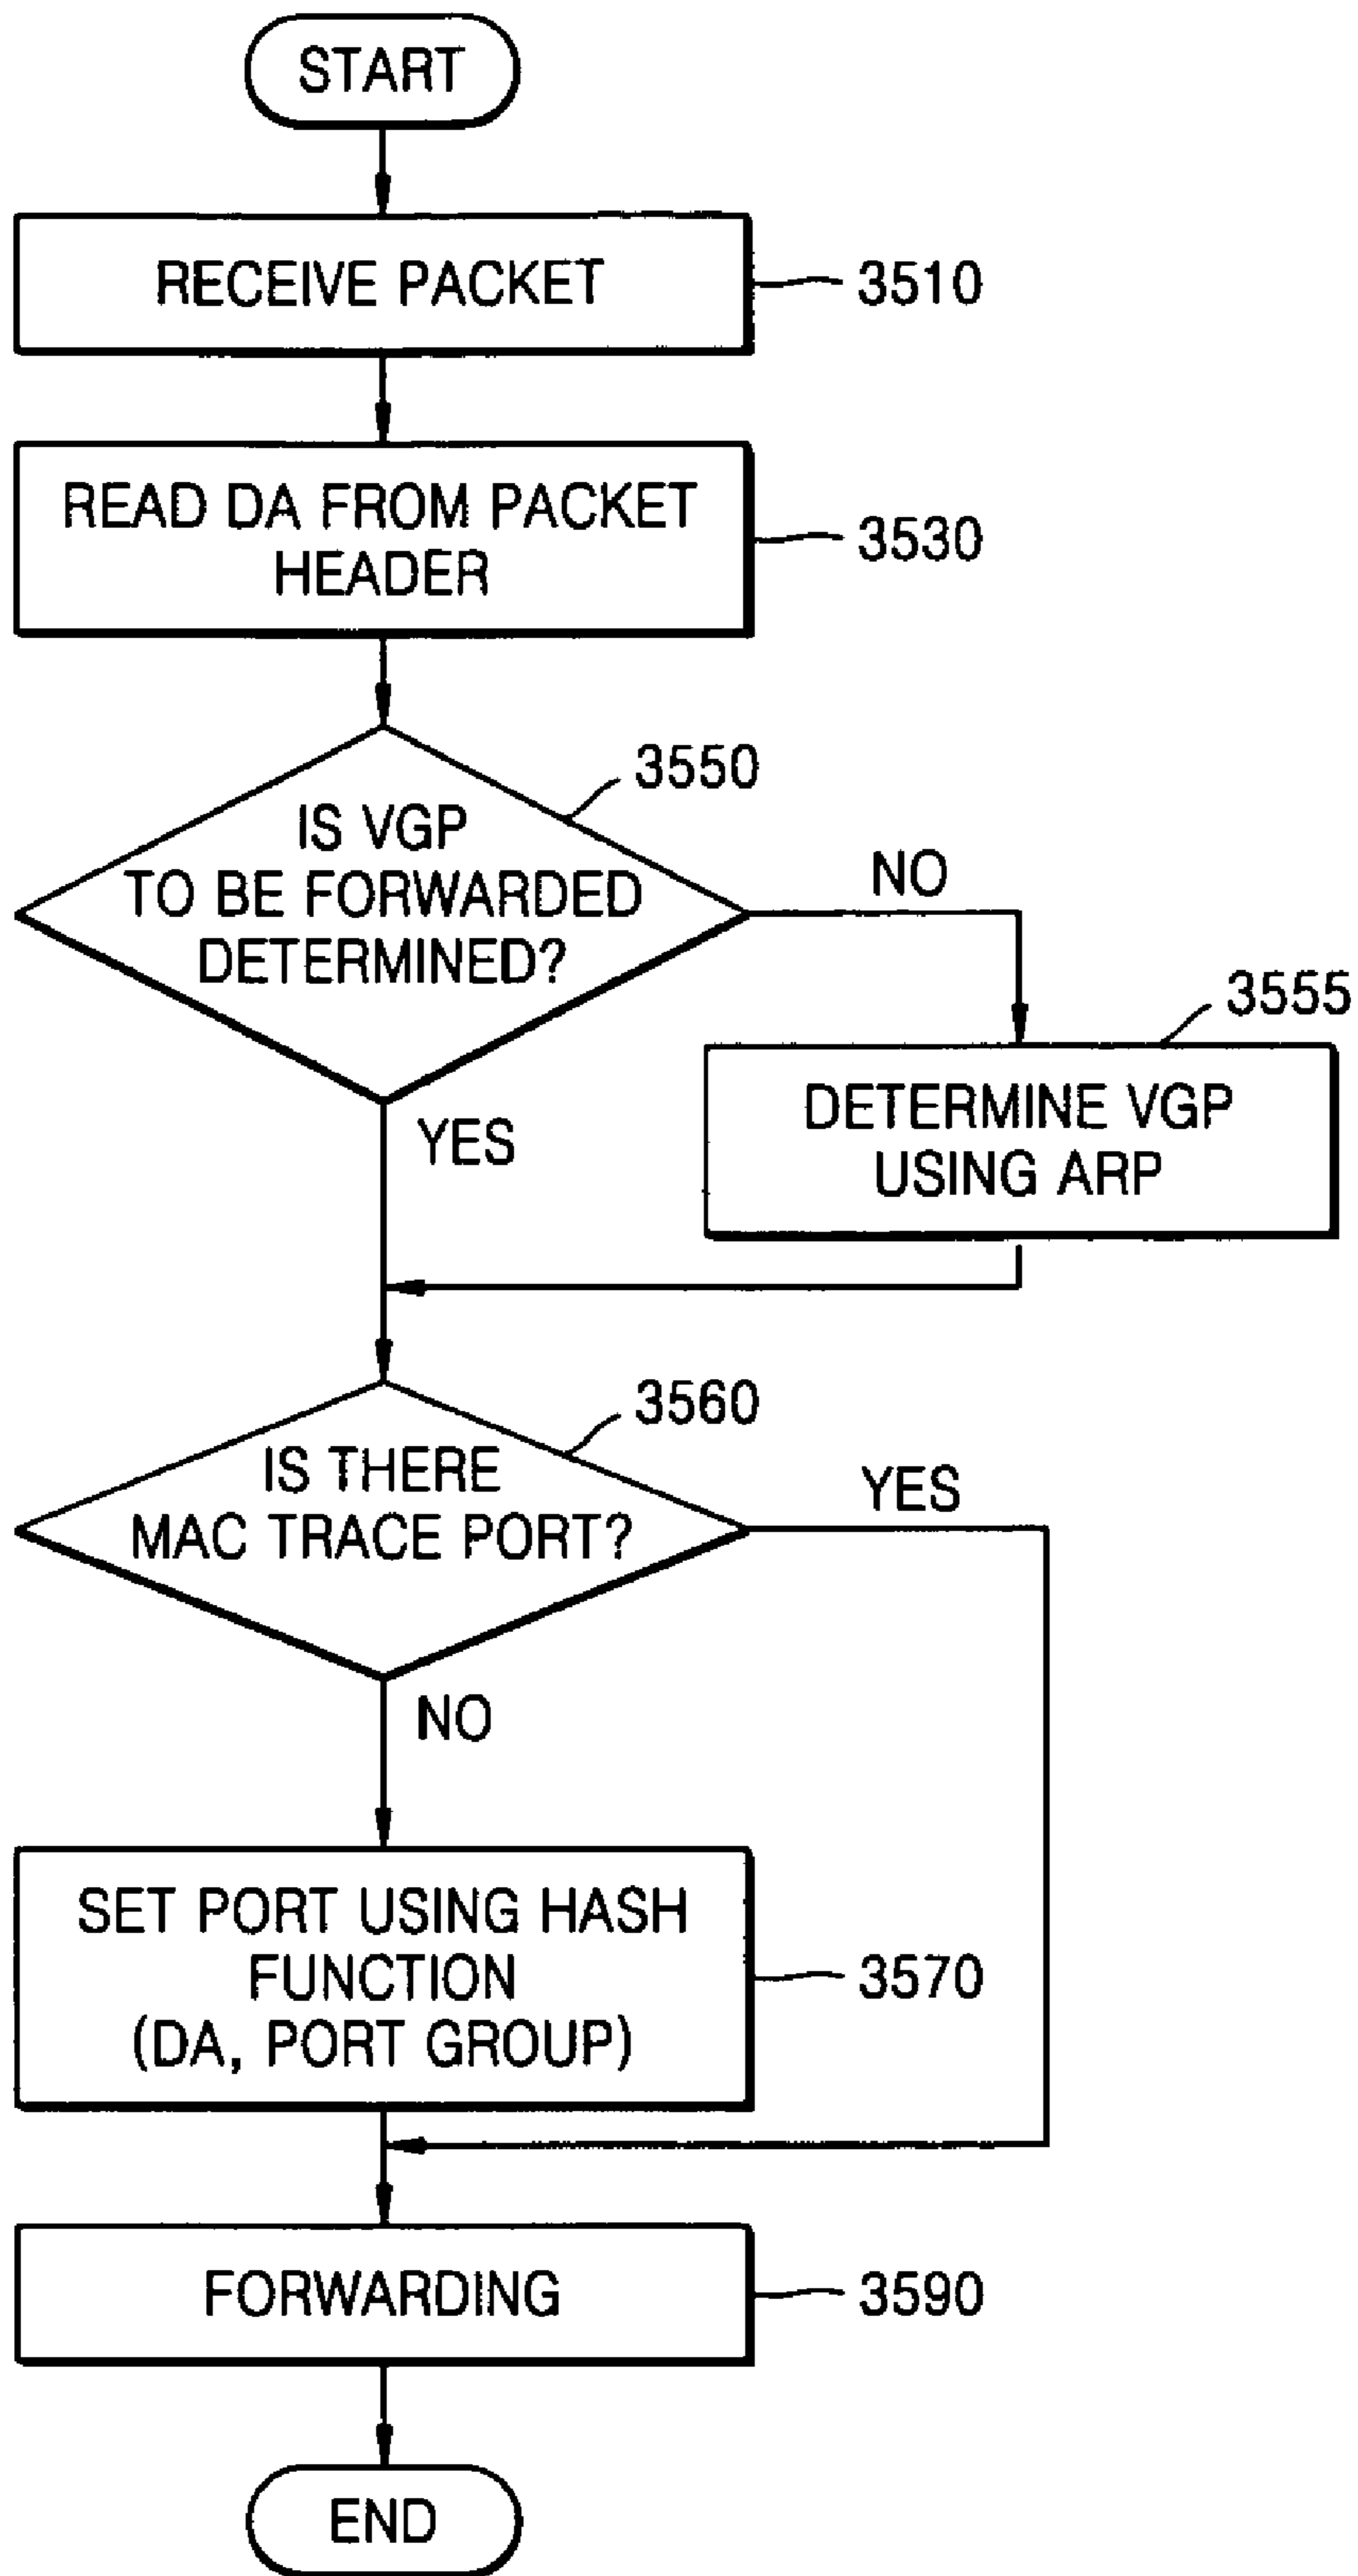 START
RECEIVE PACKET
3510
READ DA FROM PACKET
HEADER
3530
3550
IS VGP
TO BE FORWARDED
DETERMINED?
NO
YES
3555
DETERMINE VGP
USING ARP
3560
IS THERE
MAC TRACE PORT?
YES
NO
SET PORT USING HASH
FUNCTION
(DA, PORT GROUP)
3570
FORWARDING
3590
END